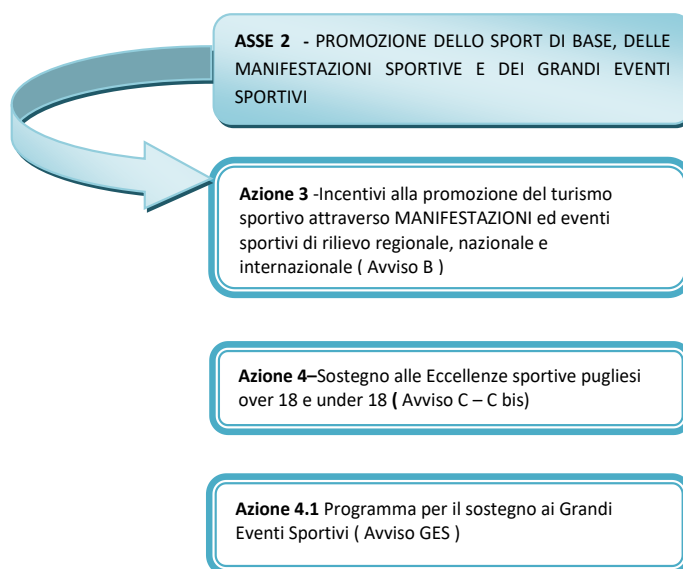 ASSE 2 - PROMOZIONE DELLO SPORT DI BASE, DELLE
MANIFESTAZIONI SPORTIVE E DEI GRANDI EVENTI
SPORTIVI
Azione 3 -Incentivi alla promozione del turismo
sportivo attraverso MANIFESTAZIONI ed eventi
sportivi di rilievo regionale, nazionale e
internazionale ( Avviso B )
Azione 4–Sostegno alle Eccellenze sportive pugliesi
over 18 e under 18 ( Avviso C – C bis)
Azione 4.1 Programma per il sostegno ai Grandi
Eventi Sportivi ( Avviso GES )